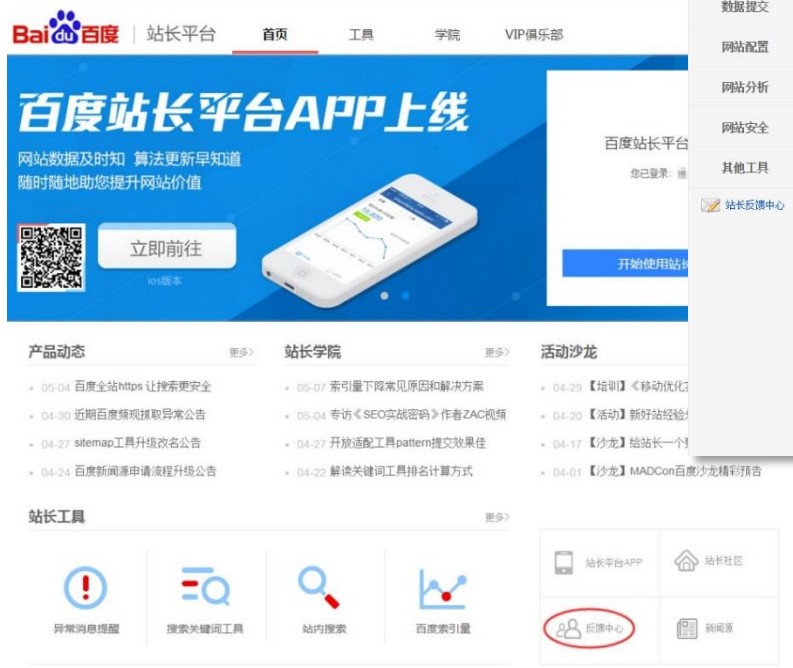 Bai du 百度 站长平台 首页 工具 学院 VIP俱乐部
数据提交
网站配置
网站分析
网站安全
其他工具
站长反馈中心
百度站长平台APP上线
网站数据及时知 算法更新早知道
随时随地助您提升网站价值
立即前往
ios版本
百度站长平台
您已登录:
开始使用站长
产品动态 更多>
05-04 百度全站https 让搜索更安全
04-30 近期百度频现抓取异常公告
04-27 sitemap工具升级改名公告
04-24 百度新闻源申请流程升级公告
站长学院 更多>
05-07 索引量下降常见原因和解决方案
05-04 专访《SEO实战密码》作者ZAC视频
04-27 开放适配工具pattern提交效果佳
04-22 解读关键词工具排名计算方式
活动沙龙
04-29 【培训】《移动优化
04-20 【活动】新好站经验
04-17 【沙龙】给站长一个
04-01 【沙龙】MADCon百度沙龙精彩预告
站长工具 更多>
异常消息提醒
搜索关键词工具
站内搜索
百度索引量
站长平台APP
站长社区
反馈中心
新闻源